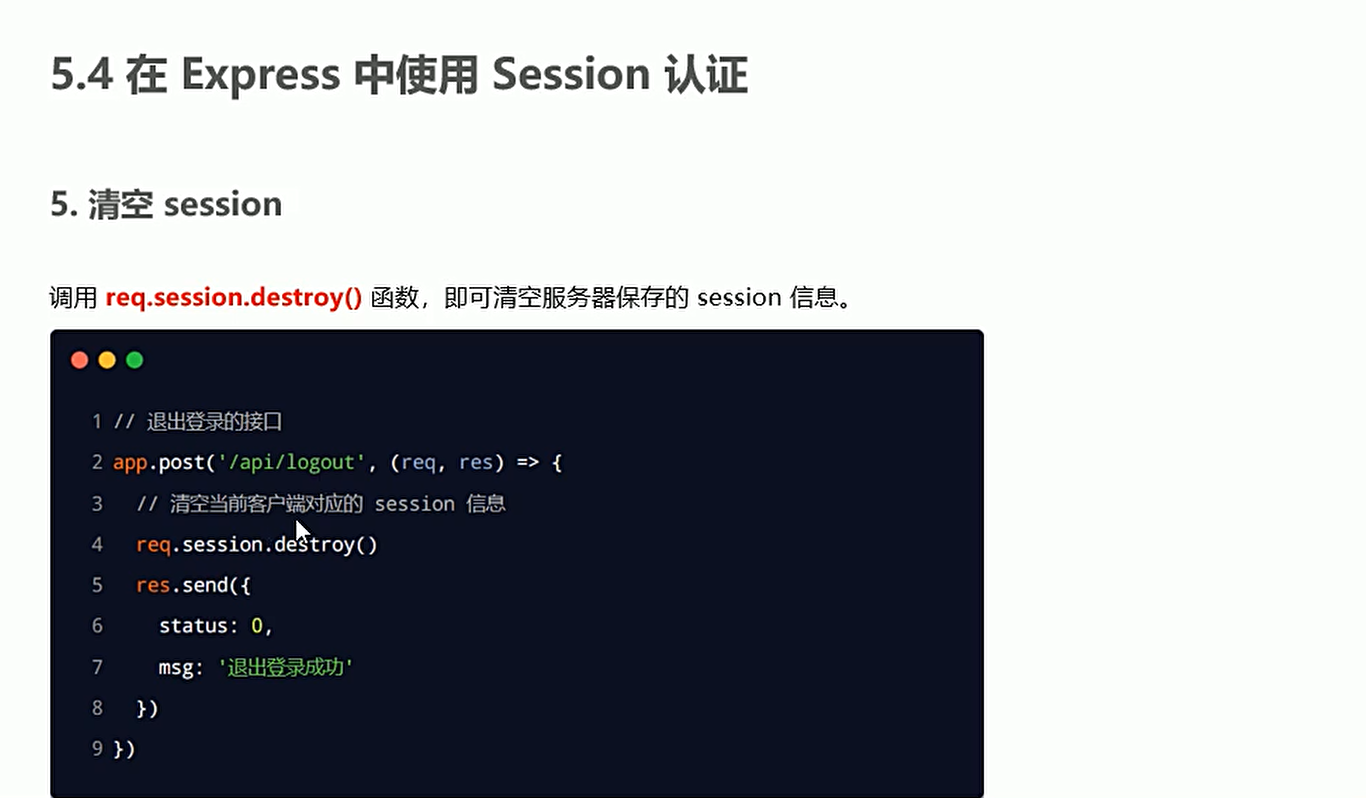 5.4 在 Express 中使用 Session 认证
5. 清空 session
调用 req.session.destroy() 函数，即可清空服务器保存的 session 信息。
1 // 退出登录的接口
2 app.post('/api/logout', (req, res) => {
3   // 清空当前客户端对应的 session 信息
4   req.session.destroy()
5   res.send({
6     status: 0,
7     msg: '退出登录成功'
8   })
9 })